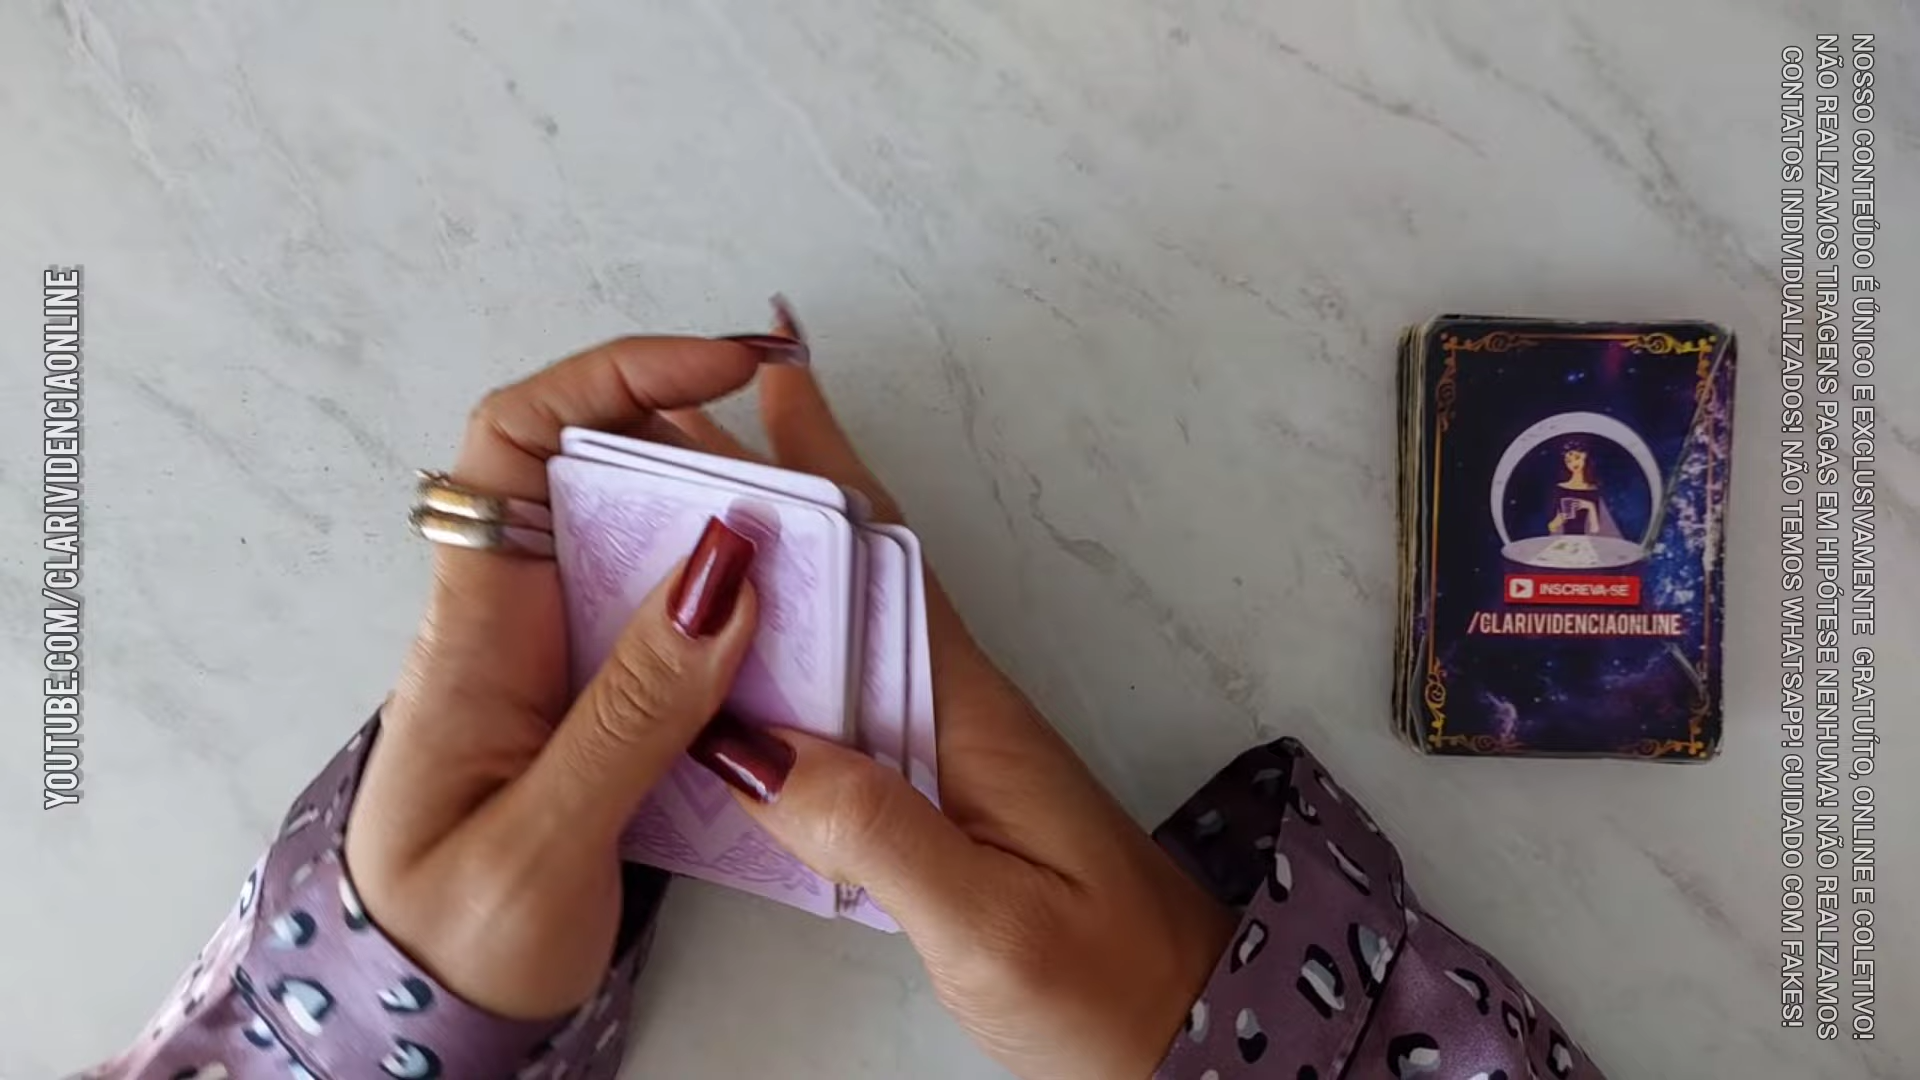 YOUTUBE.COM/CLARIVIDENCIAONLINE
INSCREVA-SE
/CLARIVIDENCIAONLINE
NOSSO CONTEÚDO É ÚNICO E EXCLUSIVAMENTE GRATUÍTO, ONLINE E COLETIVO!
NÃO REALIZAMOS TIRAGENS PAGAS EM HIPÓTESE NENHUMA! NÃO REALIZAMOS
CONTATOS INDIVIDUALIZADOS! NÃO TEMOS WHATSAPP! CUIDADO COM FAKES!